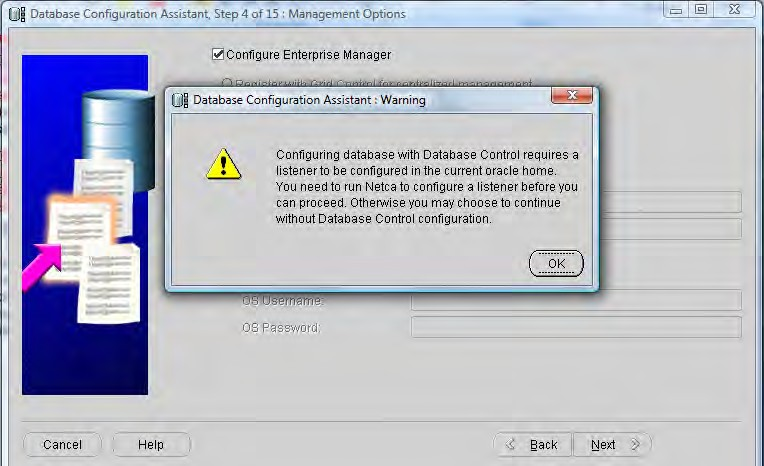 Database Configuration Assistant, Step 4 of 15 : Management Options
Configure Enterprise Manager
Register with Grid Control for centralized management
Database Configuration Assistant : Warning
Configuring database with Database Control requires a
listener to be configured in the current oracle home.
You need to run Netca to configure a listener before you
can proceed. Otherwise you may choose to continue
without Database Control configuration.
OK
OS Username:
OS Password:
Cancel
Help
Back
Next